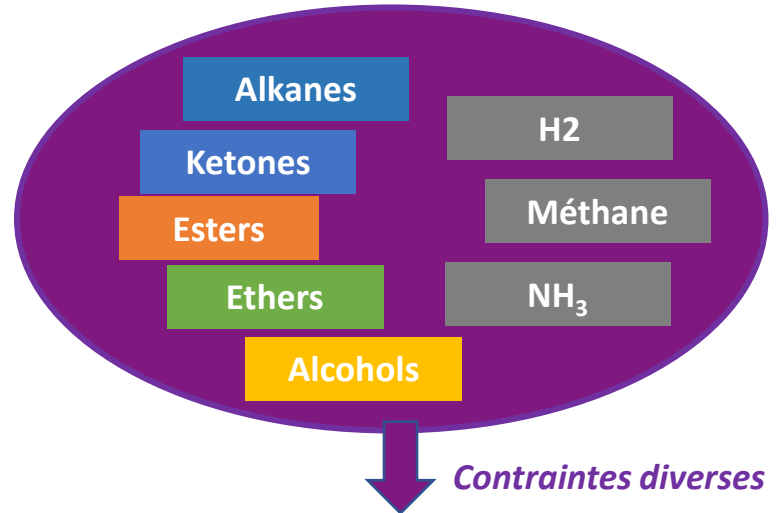 Alkanes
Ketones
Esters
Ethers
Alcohols
H2
Méthane
NH₃
Contraintes diverses